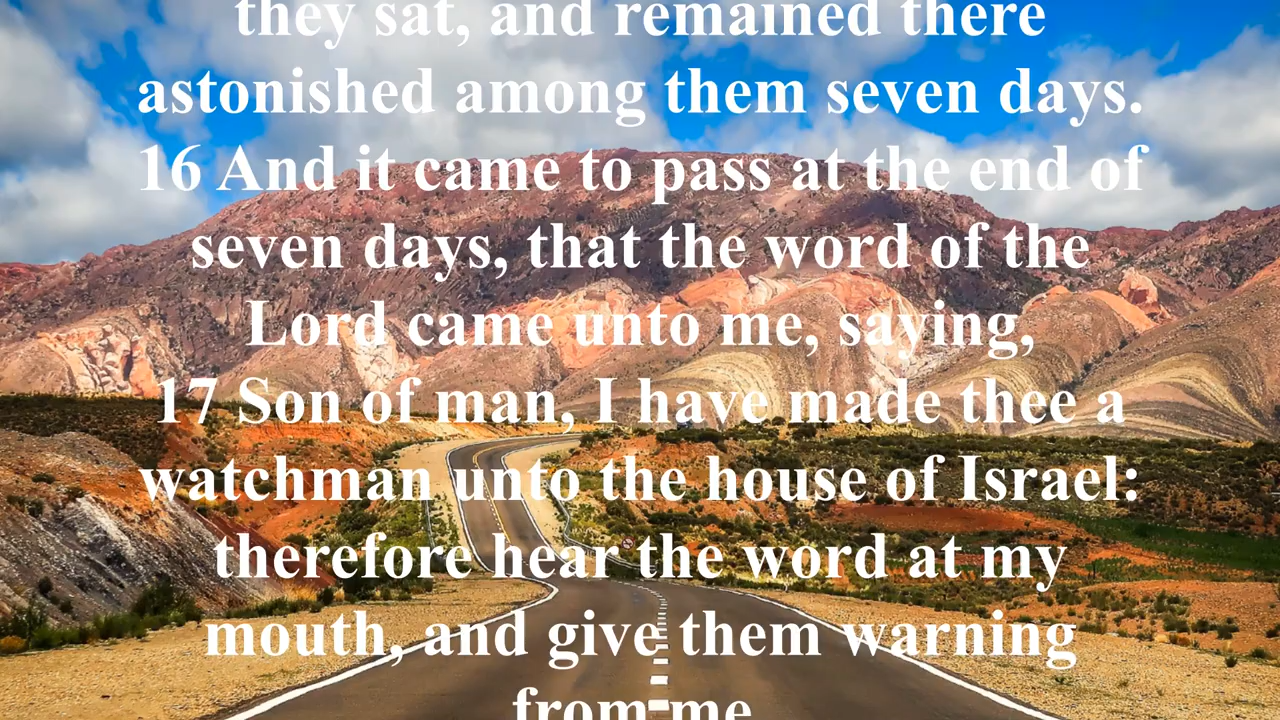 they sat, and remained there
astonished among them seven days.
16 And it came to pass at the end of
seven days, that the word of the
Lord came unto me, saying,
17 Son of man, I have made thee a
watchman unto the house of Israel:
therefore hear the word at my
mouth, and give them warning
from me